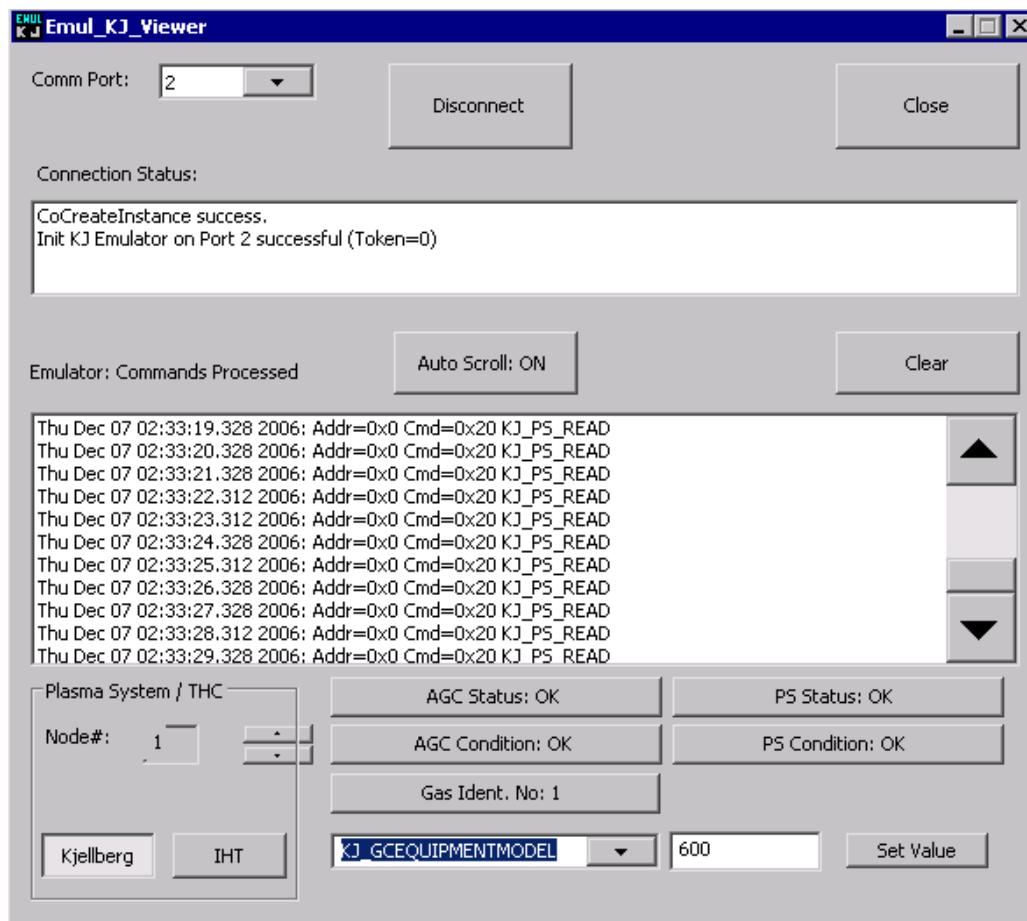 EMUL KJ Emul_KJ_Viewer
Comm Port: 2 Disconnect Close
Connection Status:
CoCreateInstance success.
Init KJ Emulator on Port 2 successful (Token=0)
Emulator: Commands Processed Auto Scroll: ON Clear
Thu Dec 07 02:33:19.328 2006: Addr=0x0 Cmd=0x20 KJ_PS_READ
Thu Dec 07 02:33:20.328 2006: Addr=0x0 Cmd=0x20 KJ_PS_READ
Thu Dec 07 02:33:21.328 2006: Addr=0x0 Cmd=0x20 KJ_PS_READ
Thu Dec 07 02:33:22.312 2006: Addr=0x0 Cmd=0x20 KJ_PS_READ
Thu Dec 07 02:33:23.312 2006: Addr=0x0 Cmd=0x20 KJ_PS_READ
Thu Dec 07 02:33:24.328 2006: Addr=0x0 Cmd=0x20 KJ_PS_READ
Thu Dec 07 02:33:25.312 2006: Addr=0x0 Cmd=0x20 KJ_PS_READ
Thu Dec 07 02:33:26.328 2006: Addr=0x0 Cmd=0x20 KJ_PS_READ
Thu Dec 07 02:33:27.328 2006: Addr=0x0 Cmd=0x20 KJ_PS_READ
Thu Dec 07 02:33:28.312 2006: Addr=0x0 Cmd=0x20 KJ_PS_READ
Thu Dec 07 02:33:29.328 2006: Addr=0x0 Cmd=0x20 KJ_PS_READ
Plasma System / THC AGC Status: OK PS Status: OK
Node#: 1 AGC Condition: OK PS Condition: OK
Gas Ident. No: 1
Kjellberg IHT KJ_GCEQUIPMENTMODEL 600 Set Value